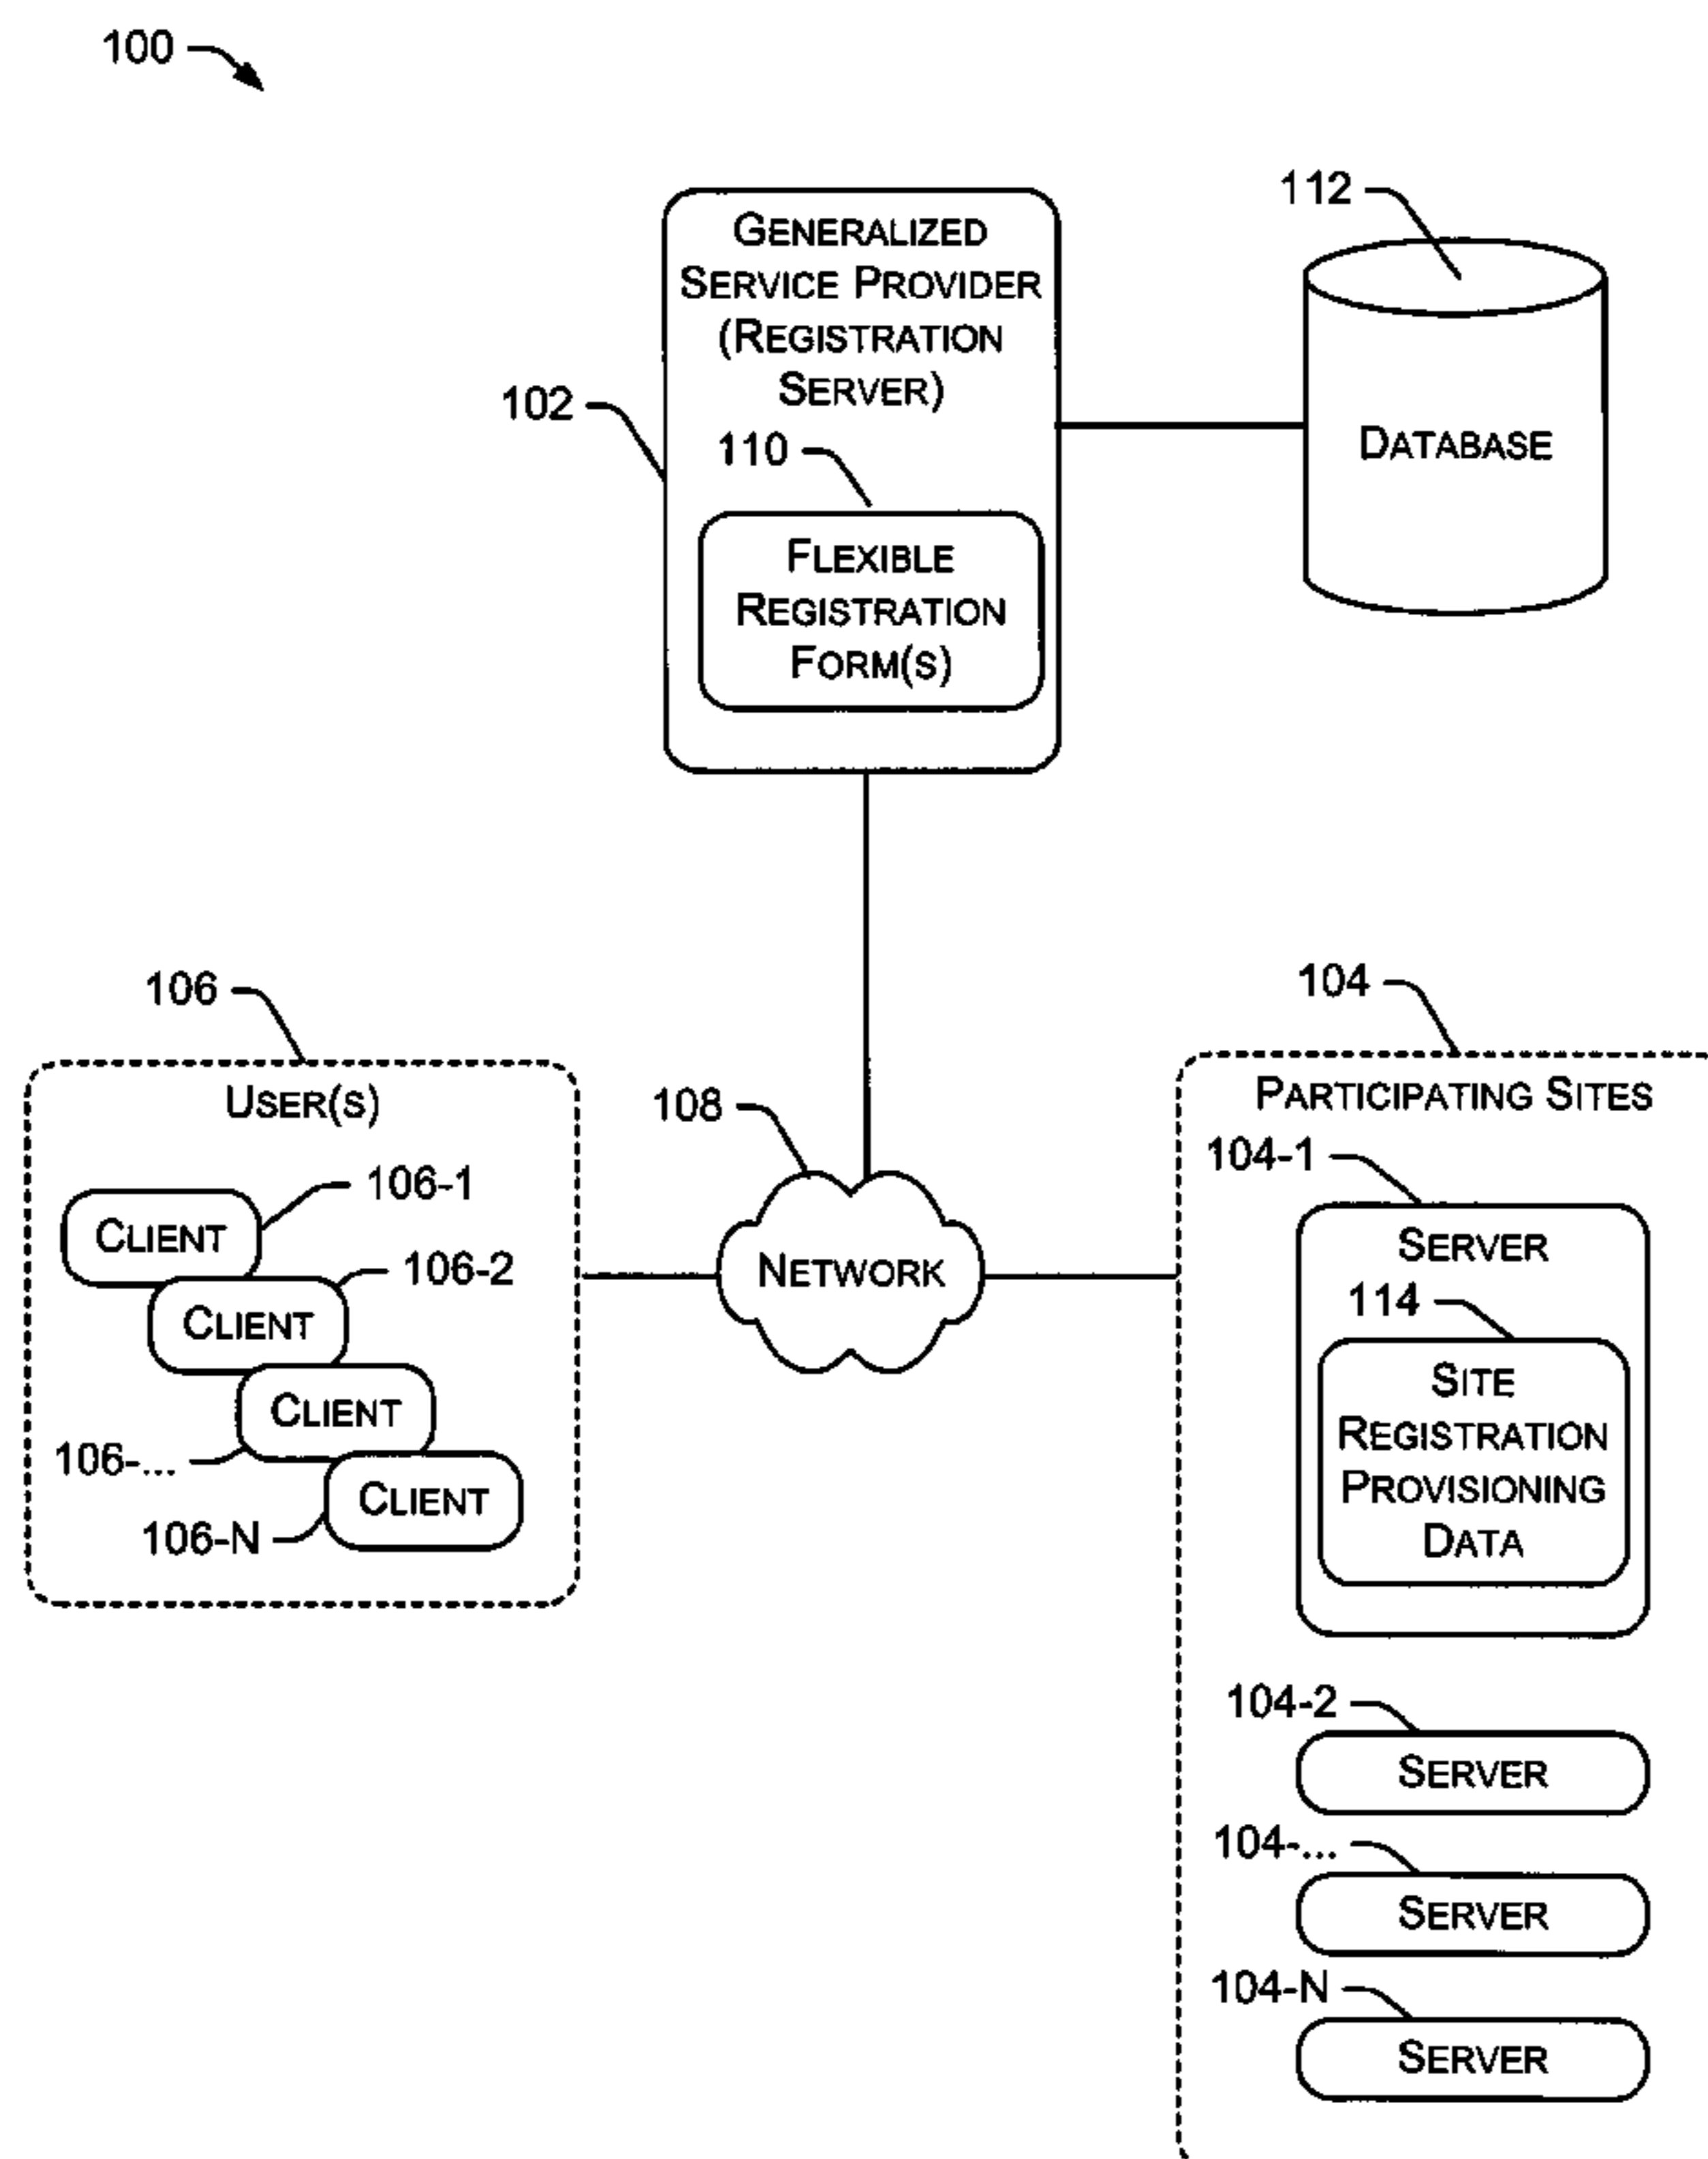 100
112
GENERALIZED
SERVICE PROVIDER
(REGISTRATION
SERVER)
102
110
FLEXIBLE
REGISTRATION
FORM(S)
DATABASE
106
104
USER(S)
108
PARTICIPATING SITES
104-1
106-1
CLIENT
106-2
CLIENT
CLIENT
106-...
CLIENT
106-N
NETWORK
SERVER
114
SITE
REGISTRATION
PROVISIONING
DATA
104-2
SERVER
104-...
SERVER
104-N
SERVER